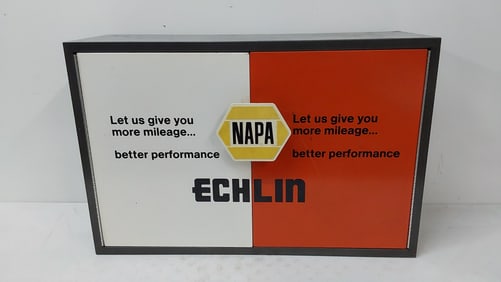 Let us give you
more mileage...
better performance
Let us give you
more mileage...
better performance
NAPA
ECHLIN